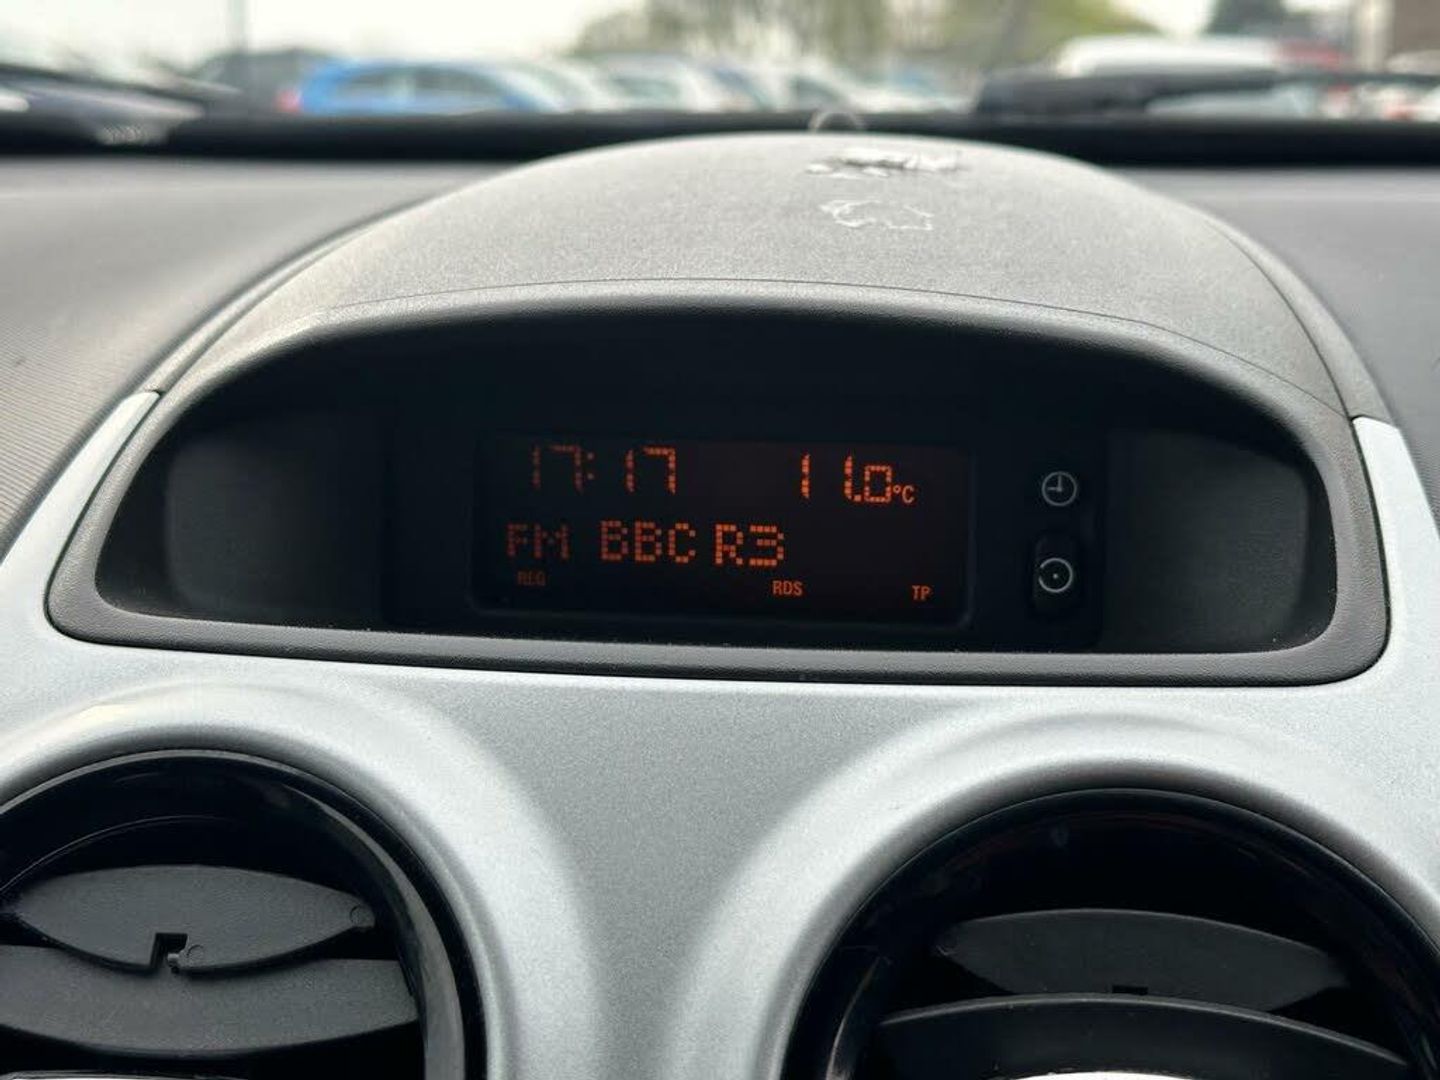 17:17 11.0°C
FM BBC R3
REG RDS TP